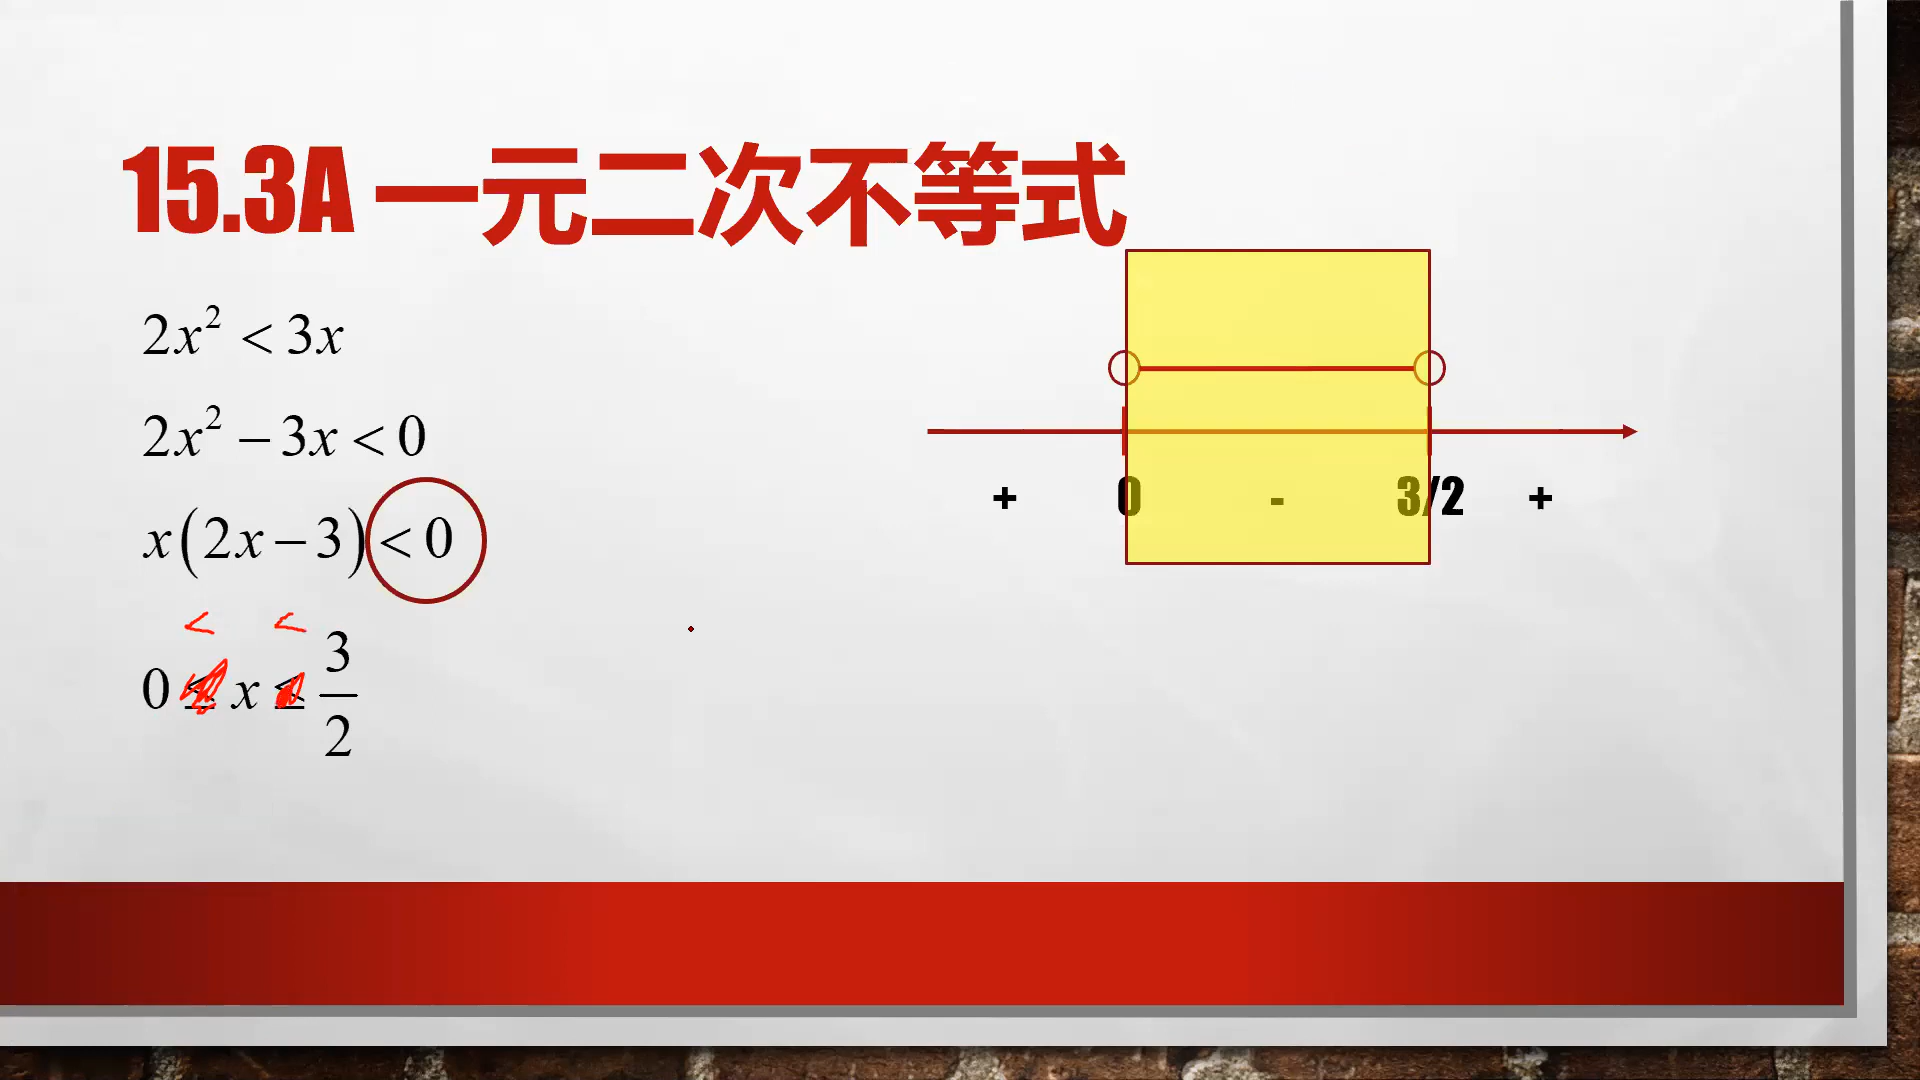 15.3A 一元二次不等式
2x² < 3x
2x² − 3x < 0
x(2x − 3) < 0
< <
0 ≤ x ≤ 3/2
+ 0 - 3/2 +